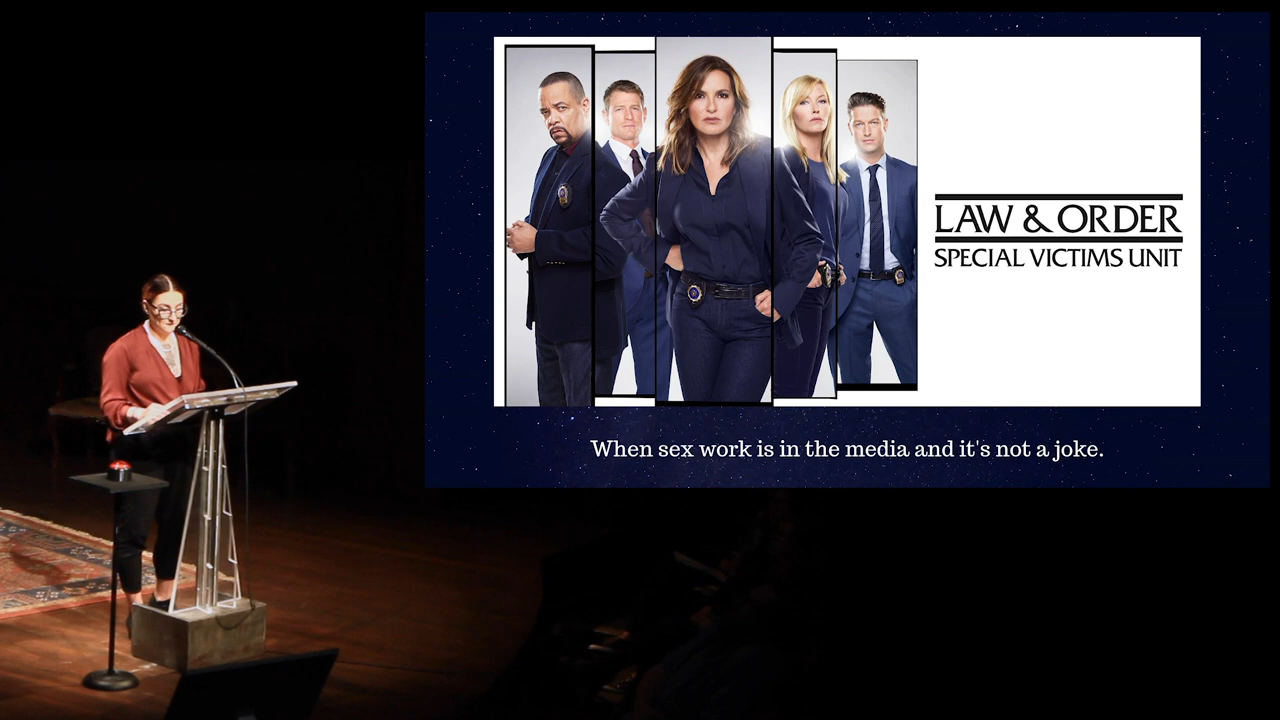 LAW & ORDER
SPECIAL VICTIMS UNIT
When sex work is in the media and it's not a joke.